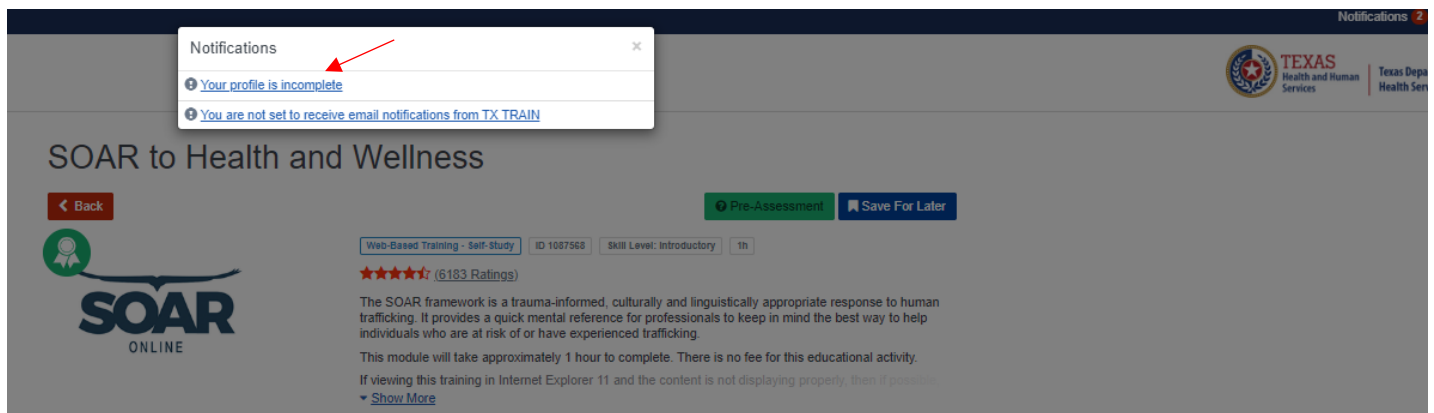 Notifications 2
Notifications ×
Your profile is incomplete
You are not set to receive email notifications from TX TRAIN
TEXAS
Health and Human
Services
Texas Depa
Health Serv
SOAR to Health and Wellness
Back
Pre-Assessment
Save For Later
Web-Based Training - Self-Study
ID 1087568
Skill Level: Introductory
1h
(6183 Ratings)
SOAR
ONLINE
The SOAR framework is a trauma-informed, culturally and linguistically appropriate response to human
trafficking. It provides a quick mental reference for professionals to keep in mind the best way to help
individuals who are at risk of or have experienced trafficking.
This module will take approximately 1 hour to complete. There is no fee for this educational activity.
If viewing this training in Internet Explorer 11 and the content is not displaying properly, then if possible
Show More